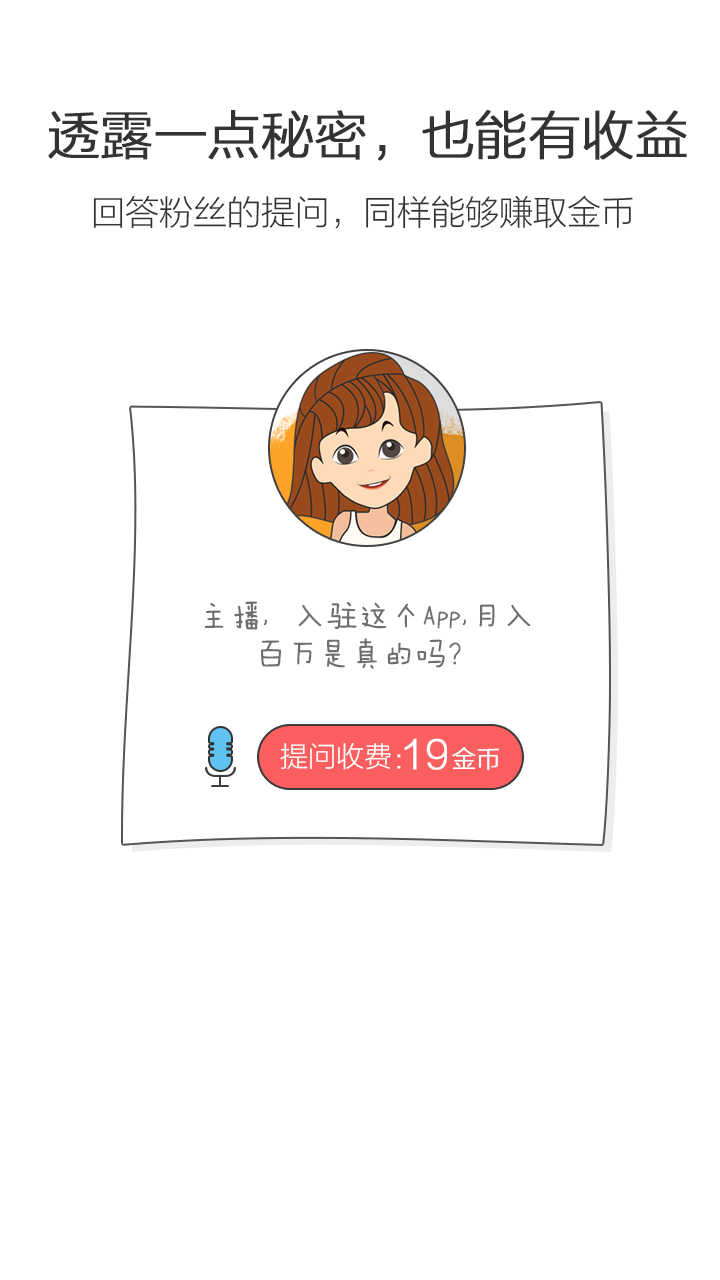 透露一点秘密，也能有收益
回答粉丝的提问，同样能够赚取金币
主播，入驻这个App,月入
百万是真的吗?
提问收费:19金币